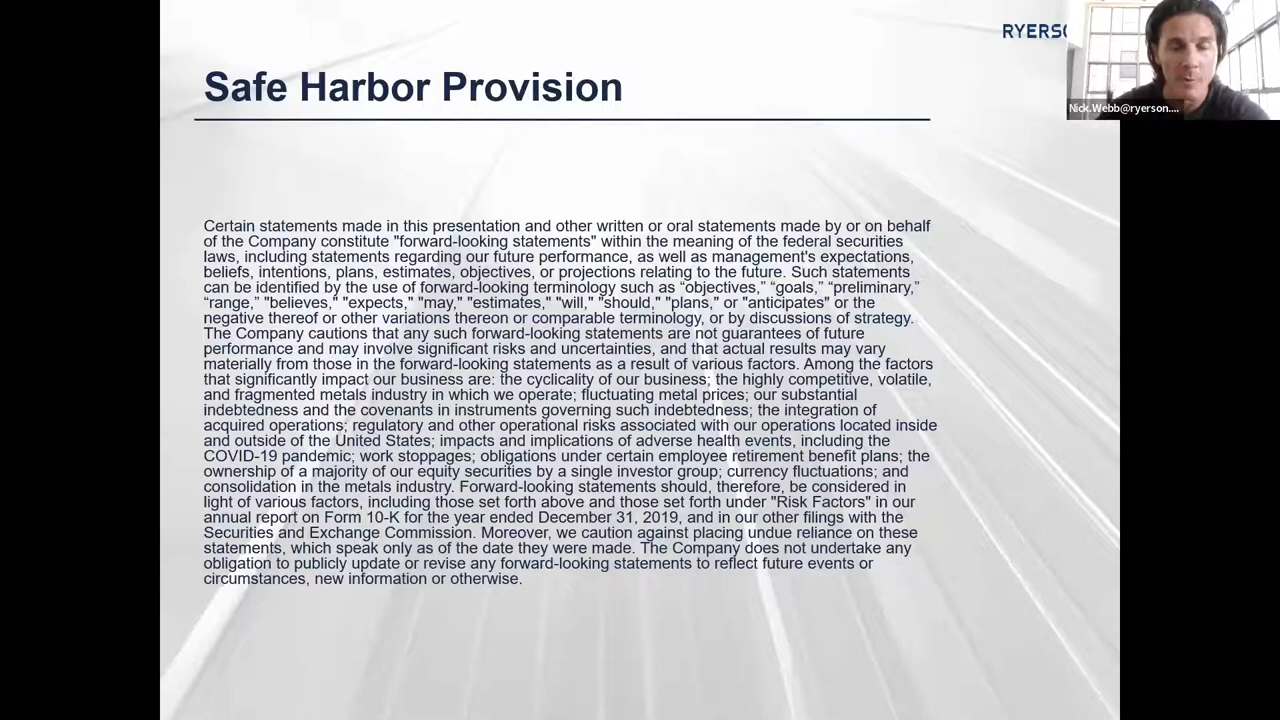 RYERSO
Safe Harbor Provision
Nick.Webb@ryerson....
Certain statements made in this presentation and other written or oral statements made by or on behalf
of the Company constitute "forward-looking statements" within the meaning of the federal securities
laws, including statements regarding our future performance, as well as management's expectations,
beliefs, intentions, plans, estimates, objectives, or projections relating to the future. Such statements
can be identified by the use of forward-looking terminology such as “objectives,” “goals,” “preliminary,”
“range,” "believes," "expects," "may," "estimates," "will," "should," "plans," or "anticipates" or the
negative thereof or other variations thereon or comparable terminology, or by discussions of strategy.
The Company cautions that any such forward-looking statements are not guarantees of future
performance and may involve significant risks and uncertainties, and that actual results may vary
materially from those in the forward-looking statements as a result of various factors. Among the factors
that significantly impact our business are: the cyclicality of our business; the highly competitive, volatile,
and fragmented metals industry in which we operate; fluctuating metal prices; our substantial
indebtedness and the covenants in instruments governing such indebtedness; the integration of
acquired operations; regulatory and other operational risks associated with our operations located inside
and outside of the United States; impacts and implications of adverse health events, including the
COVID-19 pandemic; work stoppages; obligations under certain employee retirement benefit plans; the
ownership of a majority of our equity securities by a single investor group; currency fluctuations; and
consolidation in the metals industry. Forward-looking statements should, therefore, be considered in
light of various factors, including those set forth above and those set forth under "Risk Factors" in our
annual report on Form 10-K for the year ended December 31, 2019, and in our other filings with the
Securities and Exchange Commission. Moreover, we caution against placing undue reliance on these
statements, which speak only as of the date they were made. The Company does not undertake any
obligation to publicly update or revise any forward-looking statements to reflect future events or
circumstances, new information or otherwise.